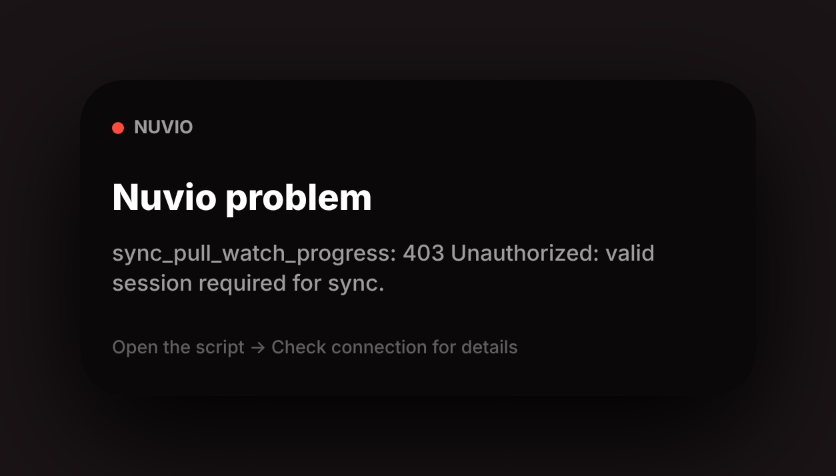 NUVIO
Nuvio problem
sync_pull_watch_progress: 403 Unauthorized: valid
session required for sync.
Open the script → Check connection for details